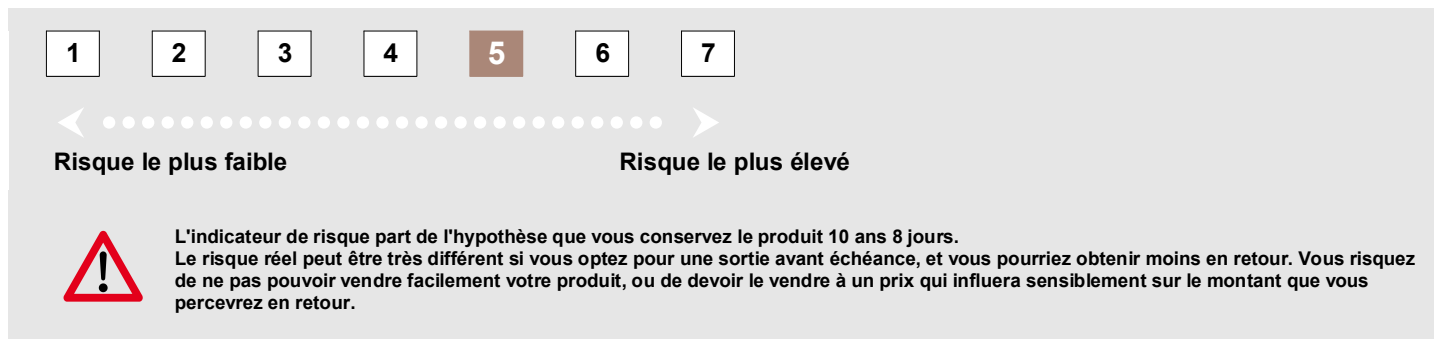 1 2 3 4 5 6 7
Risque le plus faible Risque le plus élevé
L'indicateur de risque part de l'hypothèse que vous conservez le produit 10 ans 8 jours.
Le risque réel peut être très différent si vous optez pour une sortie avant échéance, et vous pourriez obtenir moins en retour. Vous risquez
de ne pas pouvoir vendre facilement votre produit, ou de devoir le vendre à un prix qui influera sensiblement sur le montant que vous
percevrez en retour.